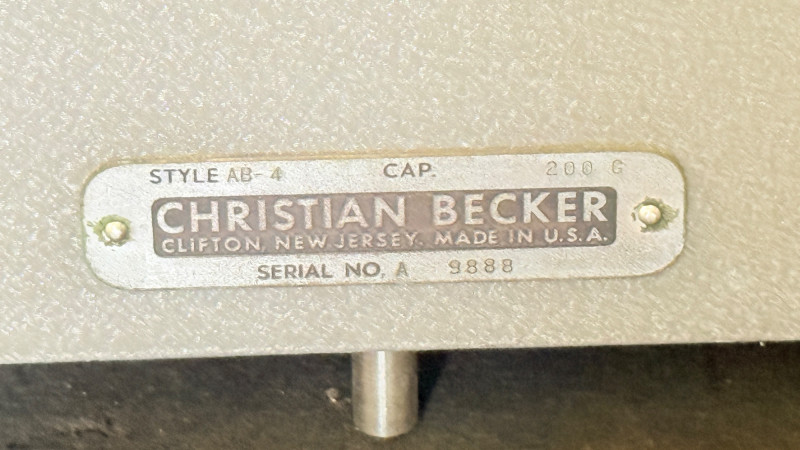 STYLE AB-4 CAP. 200 G
CHRISTIAN BECKER
CLIFTON, NEW JERSEY. MADE IN U.S.A.
SERIAL NO. A 9888